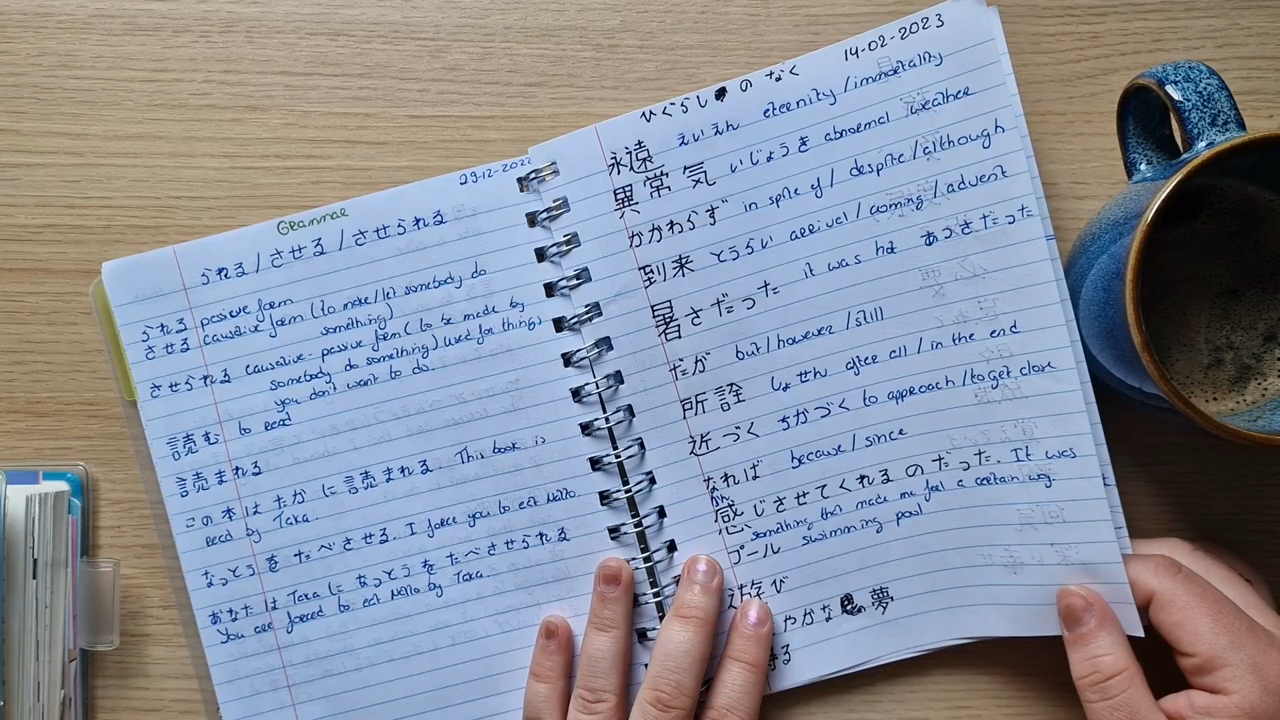 29-12-2022
Grammar
られる/させる/させられる
られる passive form
させる causative form (to make/let somebody do
something)
させられる causative-passive form (to be made by
somebody do something) used for things
you don't want to do.
読む to read
読まれる
この本は たか に 読まれる. This book is
read by Taka.
なっとうを たべさせる. I force you to eat Natto.
あなたは Taka に なっとう を たべさせられる
You are forced to eat Natto by Taka.
14-02-2023
ひぐらし の なく
永遠 えいえん eternity/immortality
異常気 いじょうき abnormal weather
かかわらず in spite of/ despite/although
到来 とうらい arrival/coming/advent
暑さだった it was hot あつさだった
だが but/however/still
所詮 しょせん after all/in the end
近づく ちかづく to approach/to get close
なれば because/since
かん
感じさせてくれるのだった. It was
something that made me feel a certain way.
プール swimming pool
遊び
やかな 夢